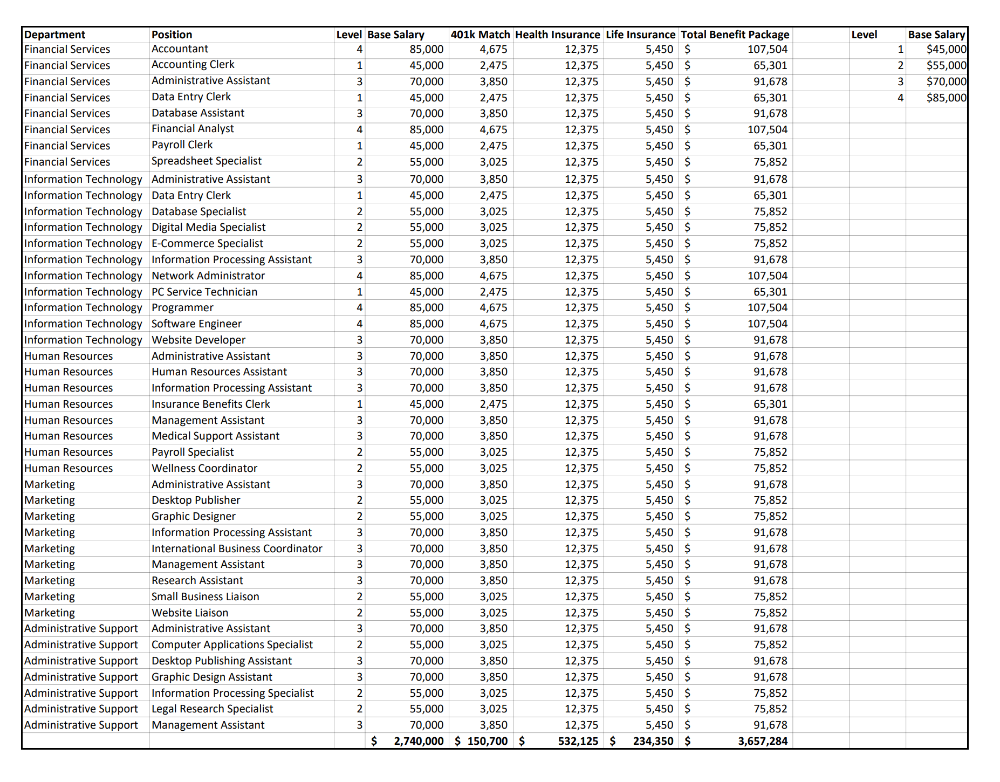 Department Position Level Base Salary 401k Match Health Insurance Life Insurance Total Benefit Package Level Base Salary
Financial Services Accountant 4 85,000 4,675 12,375 5,450 $ 107,504 1 $45,000
Financial Services Accounting Clerk 1 45,000 2,475 12,375 5,450 $ 65,301 2 $55,000
Financial Services Administrative Assistant 3 70,000 3,850 12,375 5,450 $ 91,678 3 $70,000
Financial Services Data Entry Clerk 1 45,000 2,475 12,375 5,450 $ 65,301 4 $85,000
Financial Services Database Assistant 3 70,000 3,850 12,375 5,450 $ 91,678
Financial Services Financial Analyst 4 85,000 4,675 12,375 5,450 $ 107,504
Financial Services Payroll Clerk 1 45,000 2,475 12,375 5,450 $ 65,301
Financial Services Spreadsheet Specialist 2 55,000 3,025 12,375 5,450 $ 75,852
Information Technology Administrative Assistant 3 70,000 3,850 12,375 5,450 $ 91,678
Information Technology Data Entry Clerk 1 45,000 2,475 12,375 5,450 $ 65,301
Information Technology Database Specialist 2 55,000 3,025 12,375 5,450 $ 75,852
Information Technology Digital Media Specialist 2 55,000 3,025 12,375 5,450 $ 75,852
Information Technology E-Commerce Specialist 2 55,000 3,025 12,375 5,450 $ 75,852
Information Technology Information Processing Assistant 3 70,000 3,850 12,375 5,450 $ 91,678
Information Technology Network Administrator 4 85,000 4,675 12,375 5,450 $ 107,504
Information Technology PC Service Technician 1 45,000 2,475 12,375 5,450 $ 65,301
Information Technology Programmer 4 85,000 4,675 12,375 5,450 $ 107,504
Information Technology Software Engineer 4 85,000 4,675 12,375 5,450 $ 107,504
Information Technology Website Developer 3 70,000 3,850 12,375 5,450 $ 91,678
Human Resources Administrative Assistant 3 70,000 3,850 12,375 5,450 $ 91,678
Human Resources Human Resources Assistant 3 70,000 3,850 12,375 5,450 $ 91,678
Human Resources Information Processing Assistant 3 70,000 3,850 12,375 5,450 $ 91,678
Human Resources Insurance Benefits Clerk 1 45,000 2,475 12,375 5,450 $ 65,301
Human Resources Management Assistant 3 70,000 3,850 12,375 5,450 $ 91,678
Human Resources Medical Support Assistant 3 70,000 3,850 12,375 5,450 $ 91,678
Human Resources Payroll Specialist 2 55,000 3,025 12,375 5,450 $ 75,852
Human Resources Wellness Coordinator 2 55,000 3,025 12,375 5,450 $ 75,852
Marketing Administrative Assistant 3 70,000 3,850 12,375 5,450 $ 91,678
Marketing Desktop Publisher 2 55,000 3,025 12,375 5,450 $ 75,852
Marketing Graphic Designer 2 55,000 3,025 12,375 5,450 $ 75,852
Marketing Information Processing Assistant 3 70,000 3,850 12,375 5,450 $ 91,678
Marketing International Business Coordinator 3 70,000 3,850 12,375 5,450 $ 91,678
Marketing Management Assistant 3 70,000 3,850 12,375 5,450 $ 91,678
Marketing Research Assistant 3 70,000 3,850 12,375 5,450 $ 91,678
Marketing Small Business Liaison 2 55,000 3,025 12,375 5,450 $ 75,852
Marketing Website Liaison 2 55,000 3,025 12,375 5,450 $ 75,852
Administrative Support Administrative Assistant 3 70,000 3,850 12,375 5,450 $ 91,678
Administrative Support Computer Applications Specialist 2 55,000 3,025 12,375 5,450 $ 75,852
Administrative Support Desktop Publishing Assistant 3 70,000 3,850 12,375 5,450 $ 91,678
Administrative Support Graphic Design Assistant 3 70,000 3,850 12,375 5,450 $ 91,678
Administrative Support Information Processing Specialist 2 55,000 3,025 12,375 5,450 $ 75,852
Administrative Support Legal Research Specialist 2 55,000 3,025 12,375 5,450 $ 75,852
Administrative Support Management Assistant 3 70,000 3,850 12,375 5,450 $ 91,678
$ 2,740,000 $ 150,700 $ 532,125 $ 234,350 $ 3,657,284